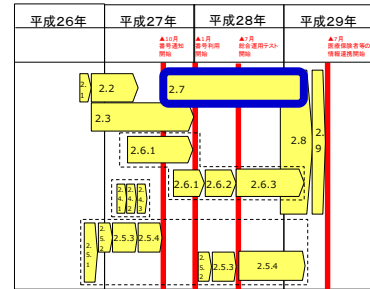 平成26年 平成27年 平成28年 平成29年
▲10月 ▲1月 ▲7月 ▲7月
番号通知 番号利用 総合運用テスト 医療保険者等の
開始 開始 開始 情報連携開始
2.1 2.2 2.7
2.3
2.8 2.9
2.6.1
2.6.1 2.6.2 2.6.3
2.4.1 2.4.2 2.4.3
2.5.1 2.5.2 2.5.3 2.5.4
2.5.2 2.5.3 2.5.4